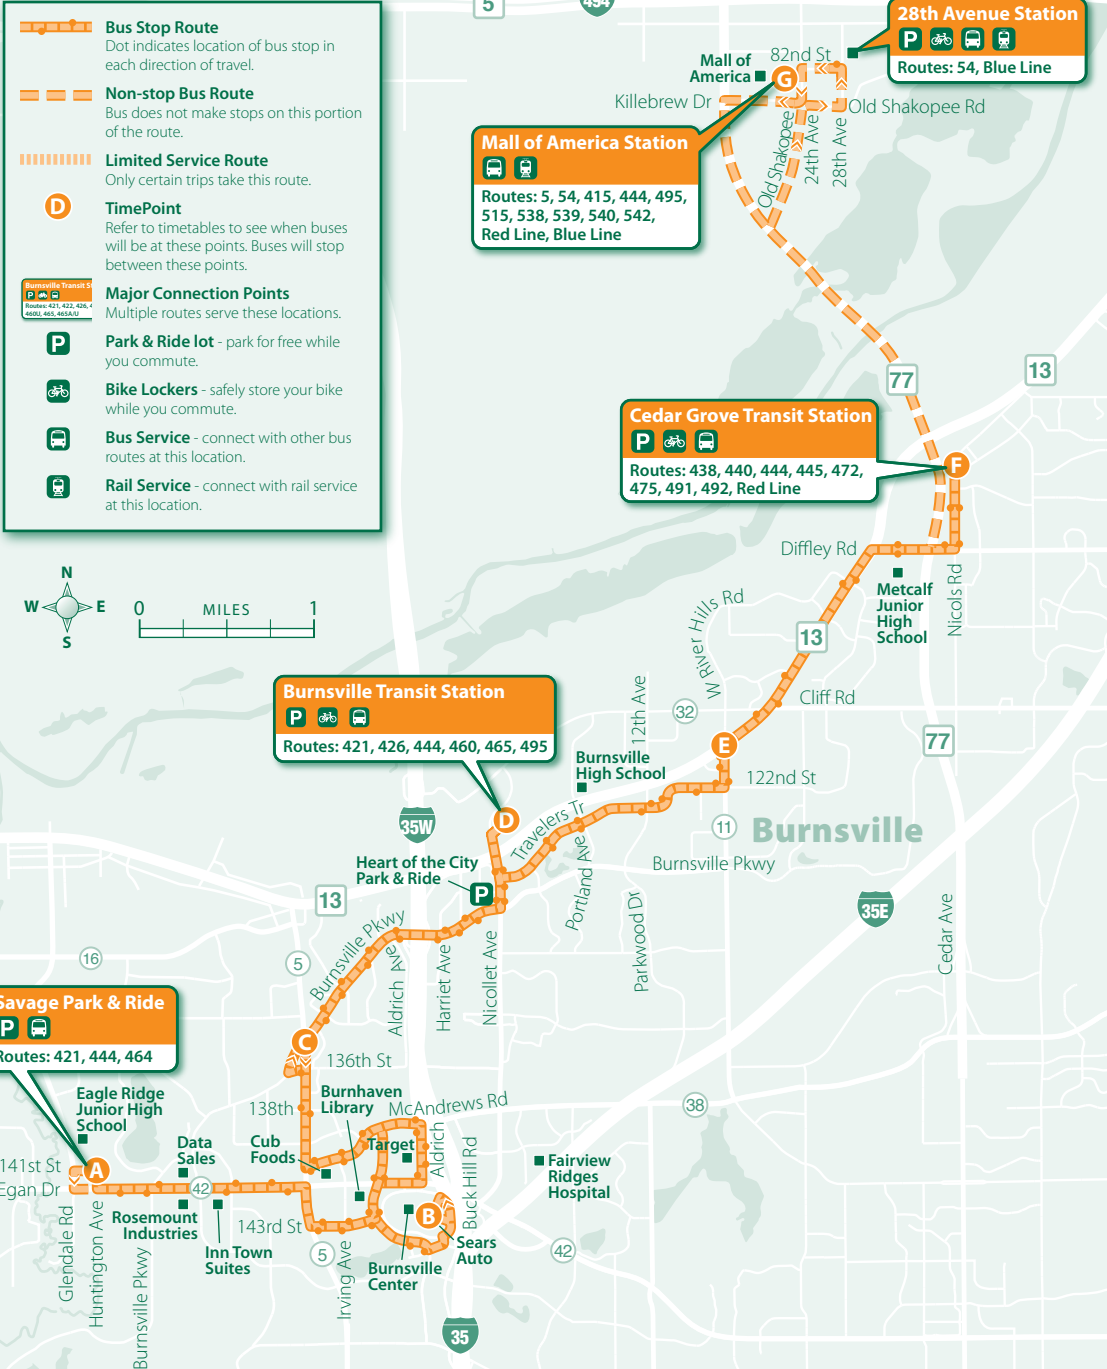 Bus Stop Route
Dot indicates location of bus stop in
each direction of travel.
Non-stop Bus Route
Bus does not make stops on this portion
of the route.
Limited Service Route
Only certain trips take this route.
D
TimePoint
Refer to timetables to see when buses
will be at these points. Buses will stop
between these points.
Burnsville Transit St
P
Routes: 421, 422, 426, 4
460U, 465, 465A/U
Major Connection Points
Multiple routes serve these locations.
P
Park & Ride lot - park for free while
you commute.
Bike Lockers - safely store your bike
while you commute.
Bus Service - connect with other bus
routes at this location.
Rail Service - connect with rail service
at this location.
5
494
28th Avenue Station
P
Routes: 54, Blue Line
82nd St
Mall of
America
G
Killebrew Dr
Old Shakopee Rd
Old Shakopee
24th Ave
28th Ave
Mall of America Station
Routes: 5, 54, 415, 444, 495,
515, 538, 539, 540, 542,
Red Line, Blue Line
77
13
Cedar Grove Transit Station
P
Routes: 438, 440, 444, 445, 472,
475, 491, 492, Red Line
F
Diffley Rd
Metcalf
Junior
High
School
Nicols Rd
N
W
E
S
0
MILES
1
W River Hills Rd
13
Cliff Rd
Burnsville Transit Station
P
Routes: 421, 426, 444, 460, 465, 495
12th Ave
32
E
77
Burnsville
High School
122nd St
35W
D
Travelers Tr
11
Burnsville
Heart of the City
Park & Ride
P
Portland Ave
Burnsville Pkwy
Parkwood Dr
35E
Cedar Ave
13
Burnsville Pkwy
16
5
Aldrich Ave
Harriet Ave
Nicollet Ave
Savage Park & Ride
P
Routes: 421, 444, 464
C
136th St
Eagle Ridge
Junior High
School
138th
Burnhaven
Library
McAndrews Rd
38
Data
Sales
Cub
Foods
Target
Aldrich
Buck Hill Rd
Fairview
Ridges
Hospital
141st St
A
Egan Dr
42
Rosemount
Industries
143rd St
B
Inn Town
Suites
5
Sears
Auto
42
Burnsville
Center
Glendale Rd
Huntington Ave
Burnsville Pkwy
Irving Ave
35